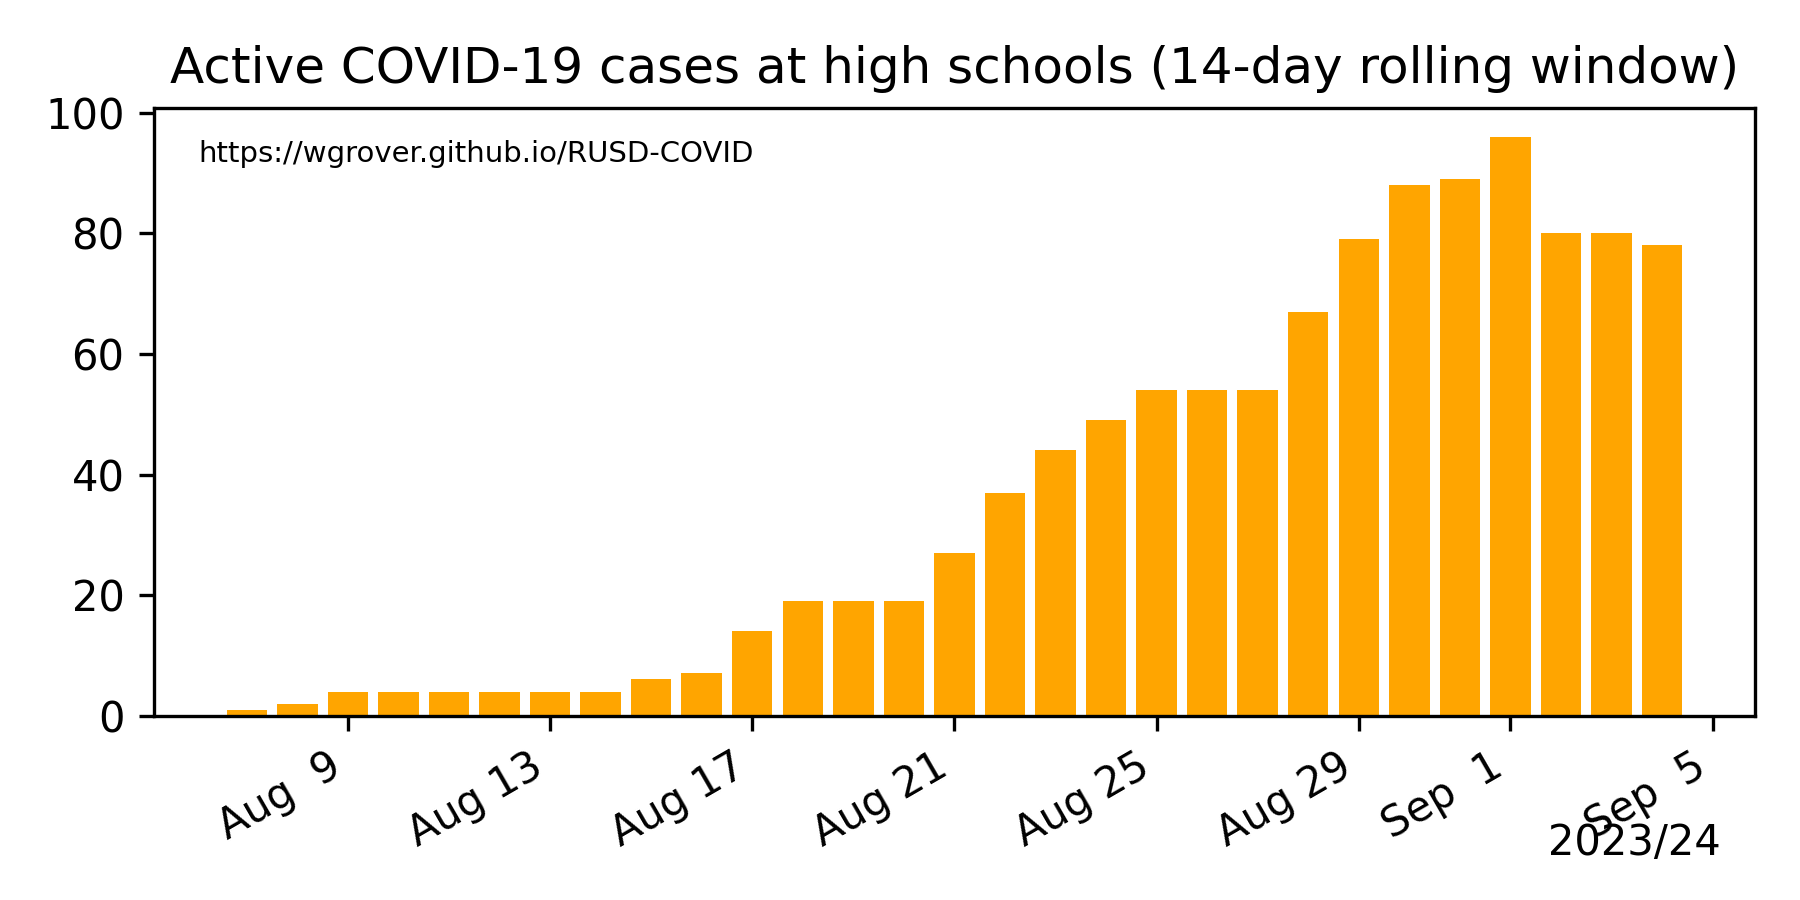 Active COVID-19 cases at high schools (14-day rolling window)
https://wgrover.github.io/RUSD-COVID
100
80
60
40
20
0
Aug 9
Aug 13
Aug 17
Aug 21
Aug 25
Aug 29
Sep 1
Sep 5
2023/24